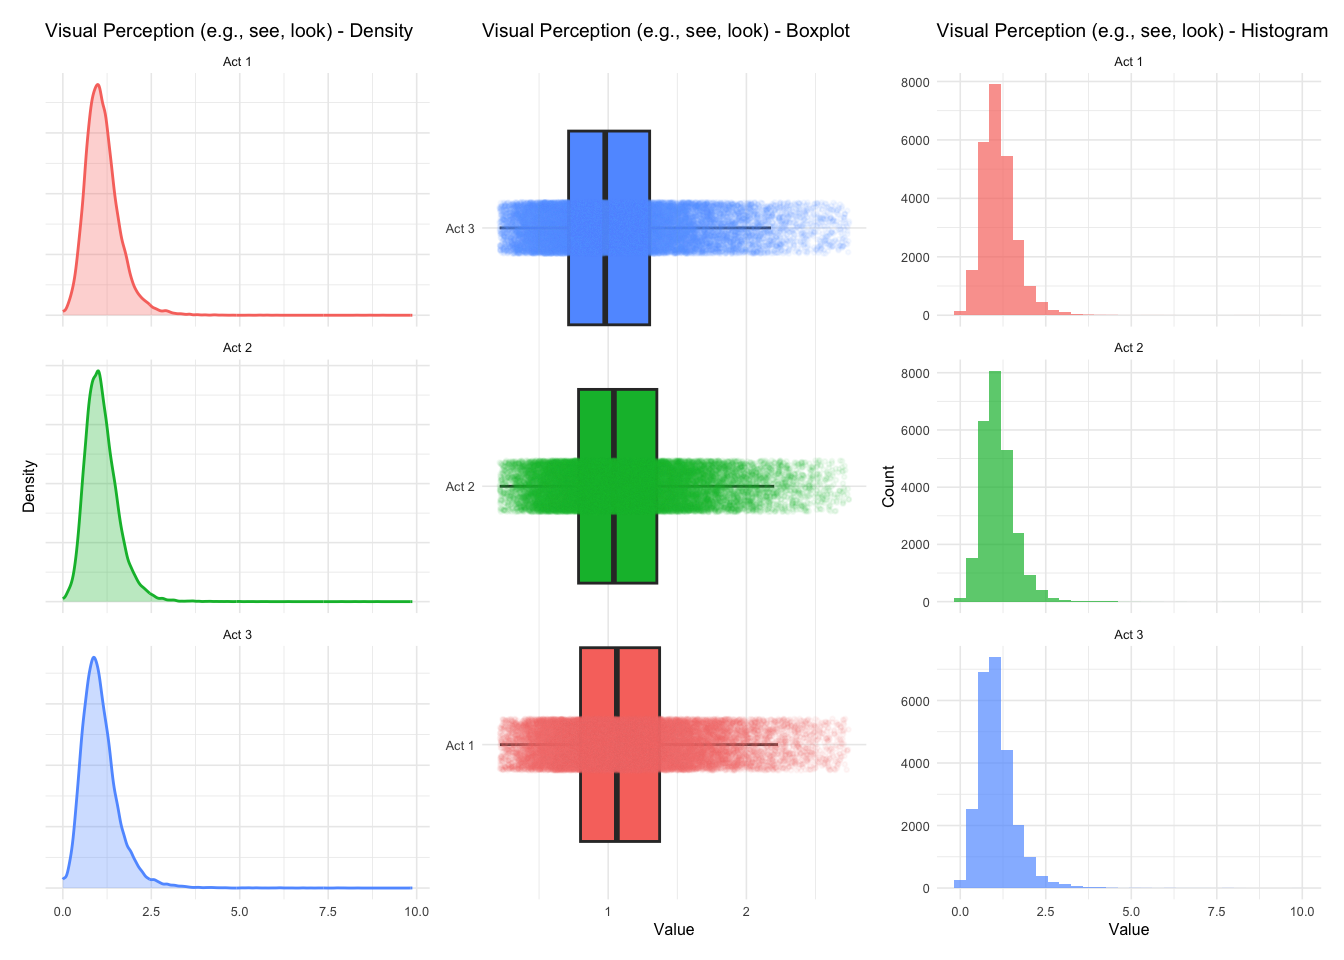 Visual Perception (e.g., see, look) - Density
Act 1
Act 2
Act 3
Density
0.0 2.5 5.0 7.5 10.0
Visual Perception (e.g., see, look) - Boxplot
Act 3
Act 2
Act 1
1 2
Value
Visual Perception (e.g., see, look) - Histogram
Act 1
8000
6000
4000
2000
0
Act 2
8000
6000
4000
2000
0
Act 3
6000
4000
2000
0
Count
0.0 2.5 5.0 7.5 10.0
Value